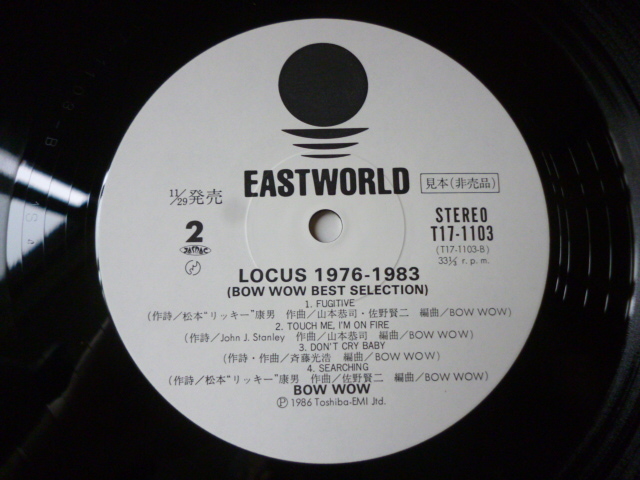 EASTWORLD
見本(非売品)
11/29発売
2
STEREO
T17-1103
(T17-1103-B)
33⅓ r.p.m.
LOCUS 1976-1983
(BOW WOW BEST SELECTION)
1. FUGITIVE
(作詩/松本"リッキー"康男 作曲/山本恭司・佐野賢二 編曲/BOW WOW)
2. TOUCH ME, I'M ON FIRE
(作詩/John J. Stanley 作曲/山本恭司 編曲/BOW WOW)
3. DON'T CRY BABY
(作詩・作曲/斉藤光浩 編曲/BOW WOW)
4. SEARCHING
(作詩/松本"リッキー"康男 作曲/佐野賢二 編曲/BOW WOW)
BOW WOW
Ⓟ 1986 Toshiba-EMI Ltd.